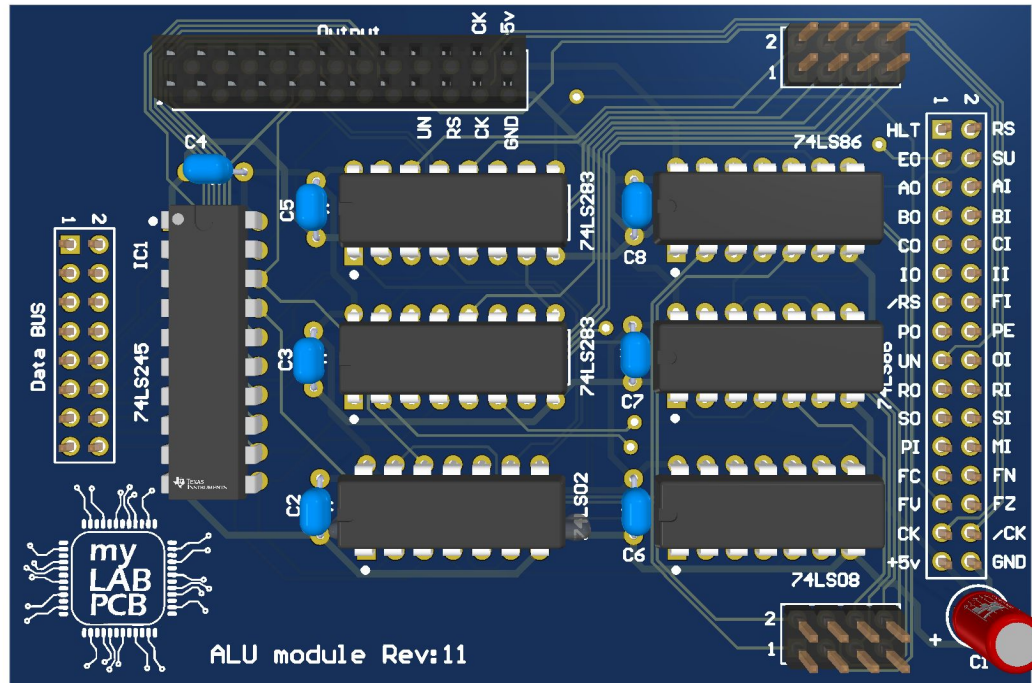 Output
CK
5v
UN
RS
CK
GND
2
1
1 2
HLT RS
EO SU
AO AI
BO BI
CO CI
IO II
/RS FI
PO PE
UN OI
RO RI
SO SI
PI MI
FC FN
FV FZ
CK /CK
+5v GND
C4
74LS86
C5
74LS283
C8
1 2
Data BUS
IC1
74LS245
TEXAS INSTRUMENTS
C3
74LS283
C7
74LS86
C2
C6
74LS08
my
LAB
PCB
ALU module Rev:11
2
1
+
C1